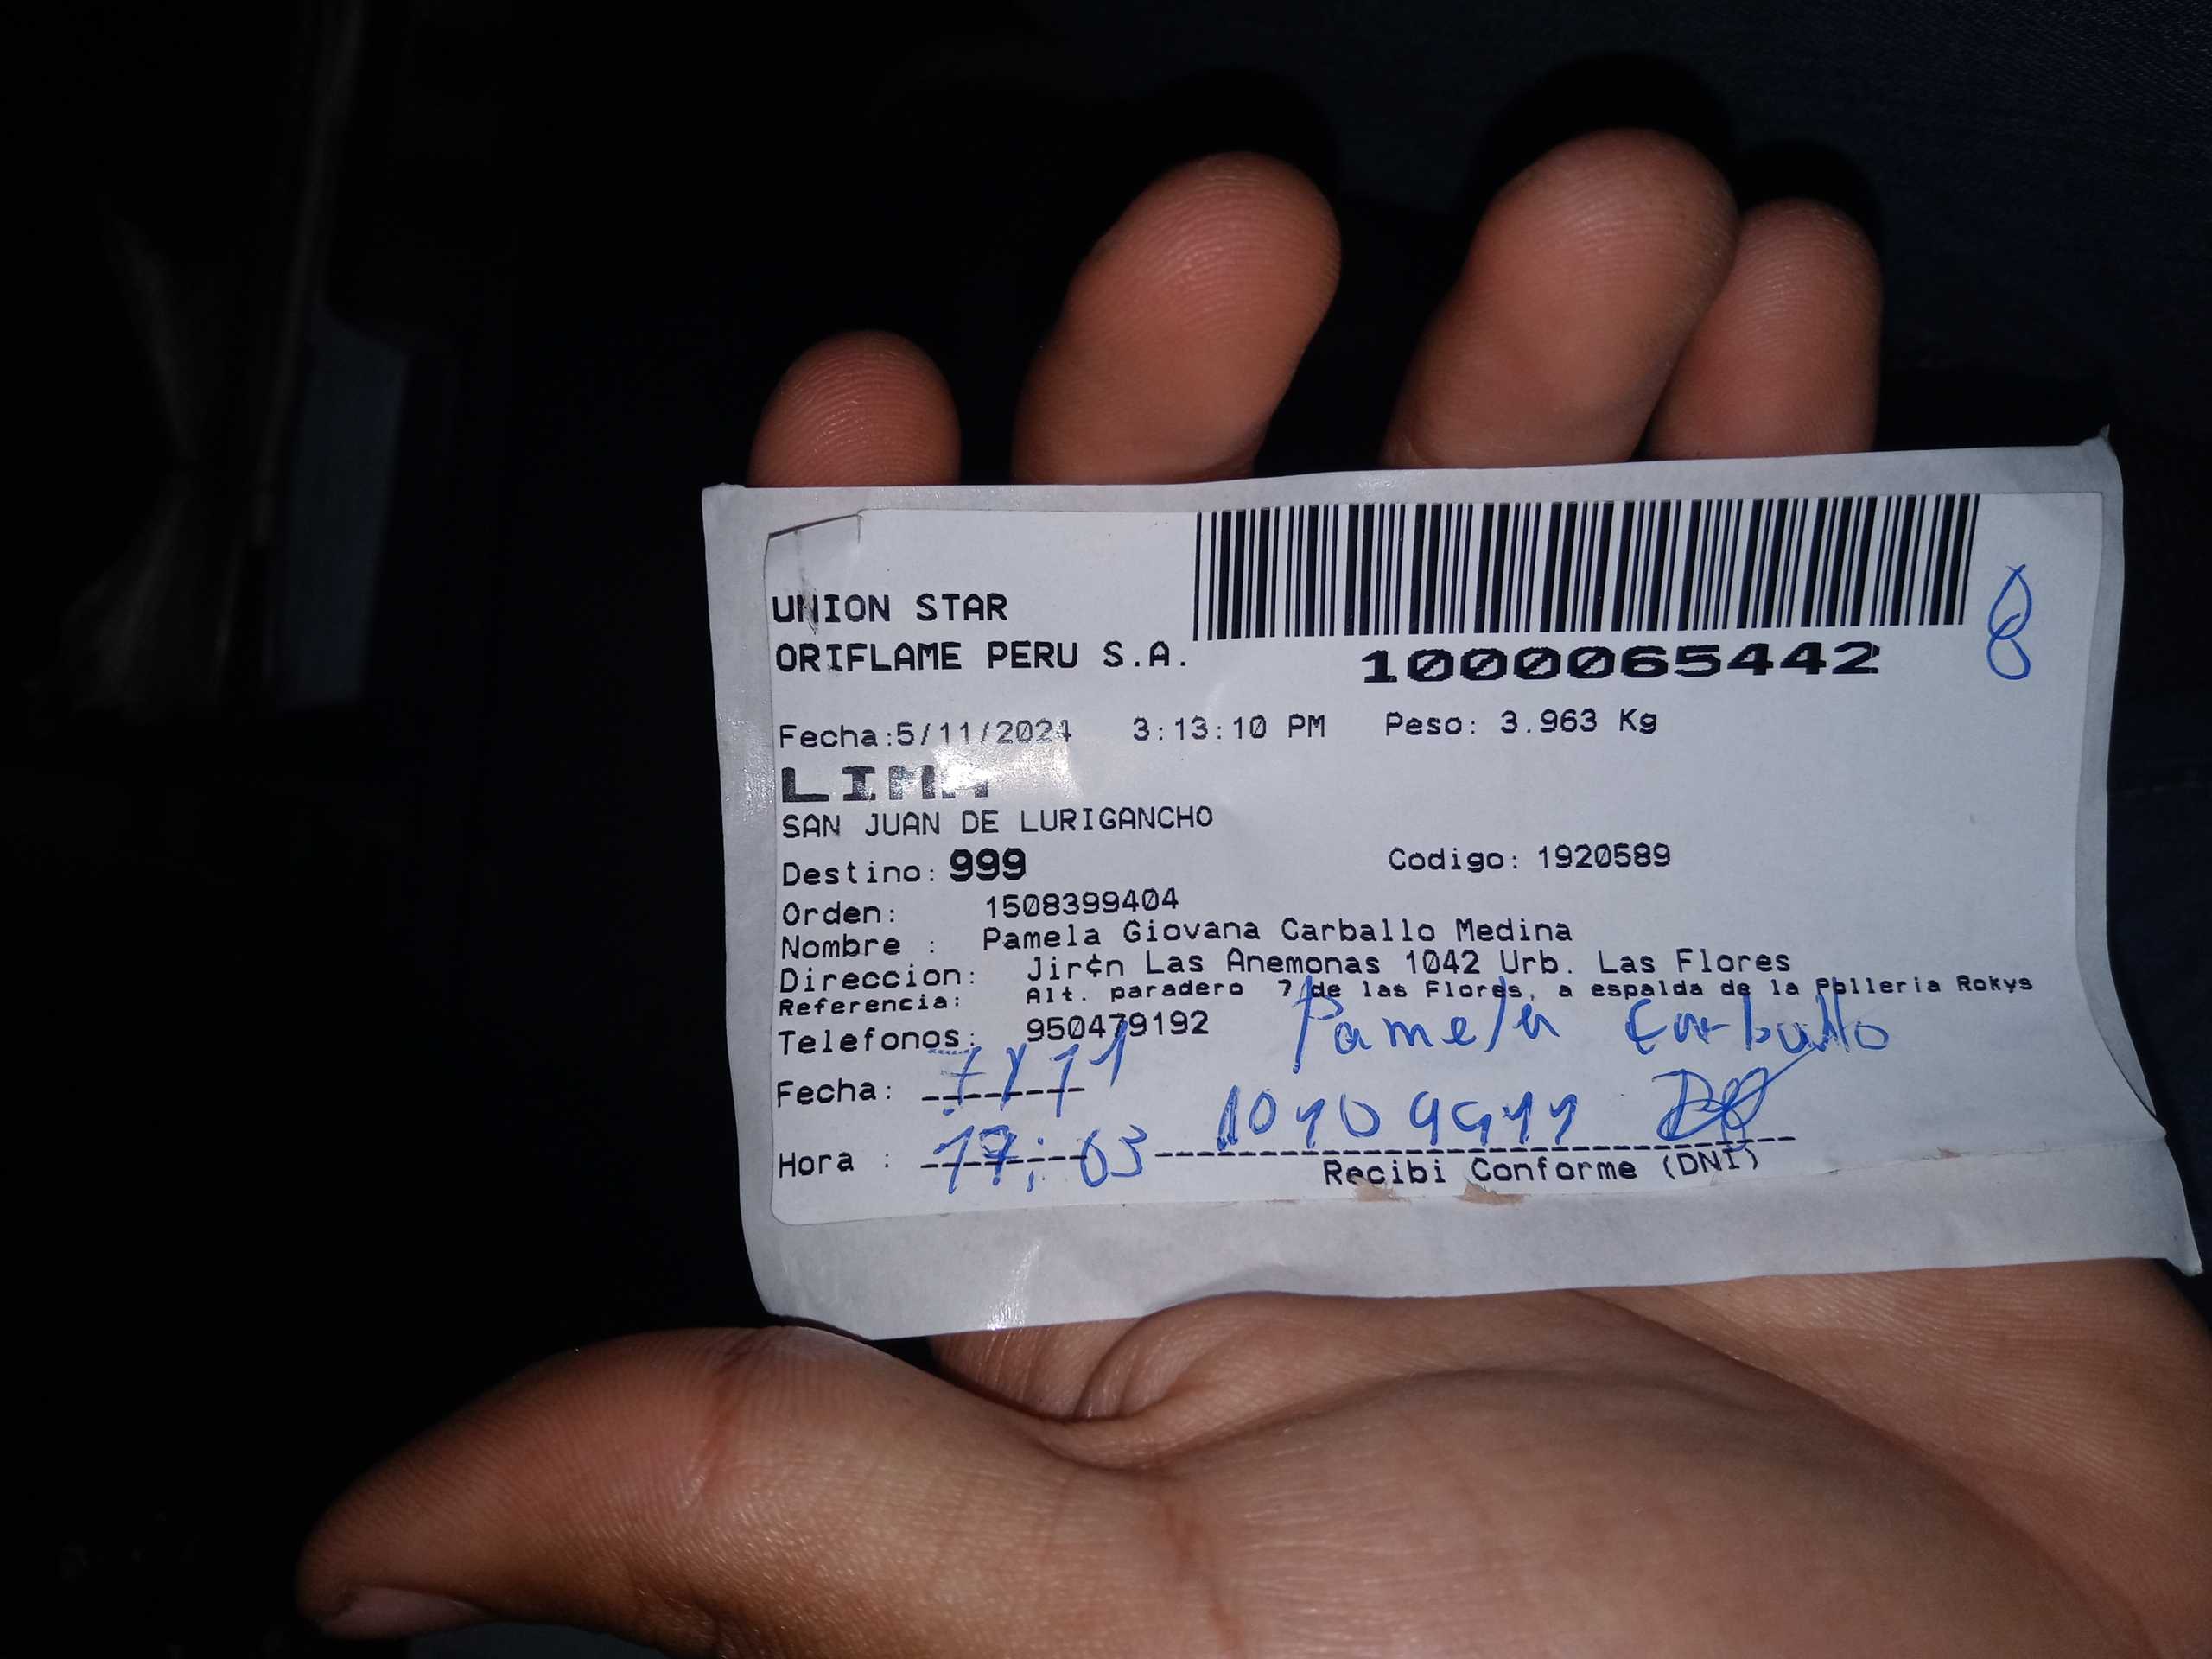 UNION STAR
ORIFLAME PERU S.A.
1000065442
8
Fecha:5/11/2024 3:13:10 PM Peso: 3.963 Kg
LIMA
SAN JUAN DE LURIGANCHO
Destino: 999 Codigo: 1920589
Orden: 1508399404
Nombre : Pamela Giovana Carballo Medina
Direccion: Jir¢n Las Anemonas 1042 Urb. Las Flores
Referencia: Alt. paradero 7 de las Flores, a espalda de la Polleria Rokys
Telefonos: 950479192
Pamela Carballo
Fecha: 7/11
Hora : 17:03
Recibi Conforme (DNI)